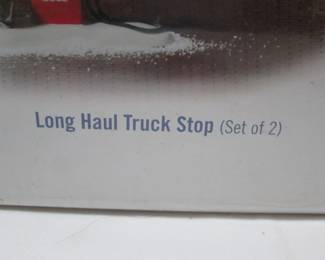 Long Haul Truck Stop (Set of 2)